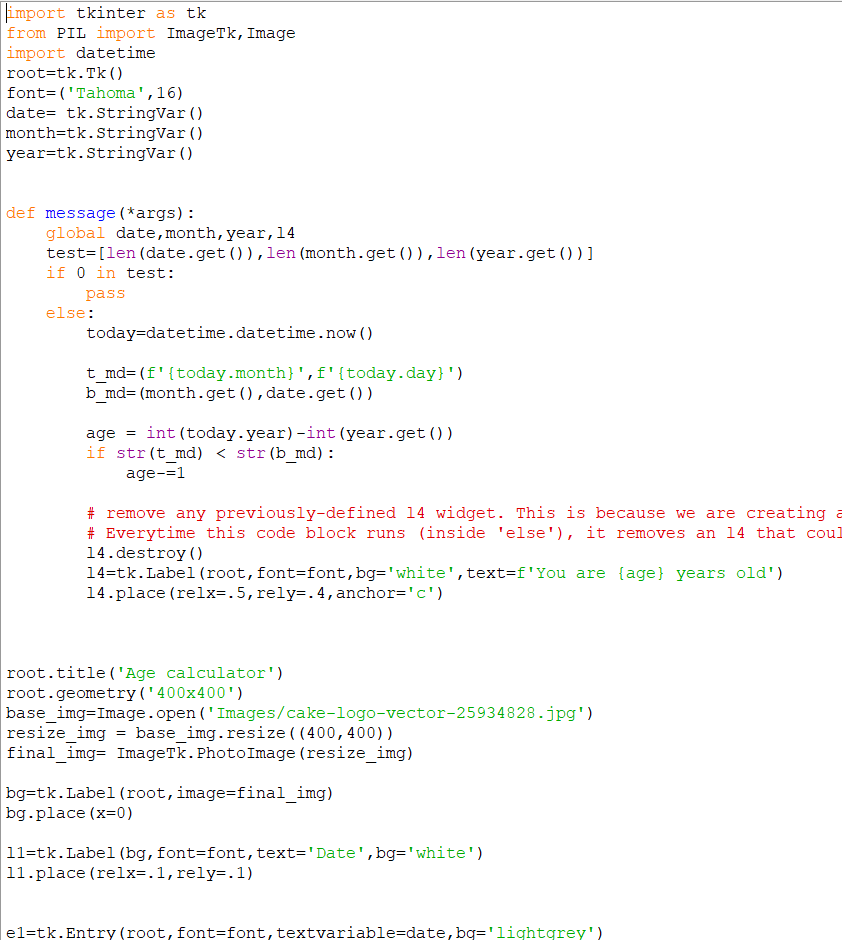 import tkinter as tk
from PIL import ImageTk,Image
import datetime
root=tk.Tk()
font=('Tahoma',16)
date= tk.StringVar()
month=tk.StringVar()
year=tk.StringVar()
def message(*args):
    global date,month,year,l4
    test=[len(date.get()),len(month.get()),len(year.get())]
    if 0 in test:
        pass
    else:
        today=datetime.datetime.now()
        t_md=(f'{today.month}',f'{today.day}')
        b_md=(month.get(),date.get())
        age = int(today.year)-int(year.get())
        if str(t_md) < str(b_md):
            age-=1
        # remove any previously-defined l4 widget. This is because we are creating a
        # Everytime this code block runs (inside 'else'), it removes an l4 that coul
        l4.destroy()
        l4=tk.Label(root,font=font,bg='white',text=f'You are {age} years old')
        l4.place(relx=.5,rely=.4,anchor='c')
root.title('Age calculator')
root.geometry('400x400')
base_img=Image.open('Images/cake-logo-vector-25934828.jpg')
resize_img = base_img.resize((400,400))
final_img= ImageTk.PhotoImage(resize_img)
bg=tk.Label(root,image=final_img)
bg.place(x=0)
l1=tk.Label(bg,font=font,text='Date',bg='white')
l1.place(relx=.1,rely=.1)
e1=tk.Entry(root,font=font,textvariable=date,bg='lightgrey')